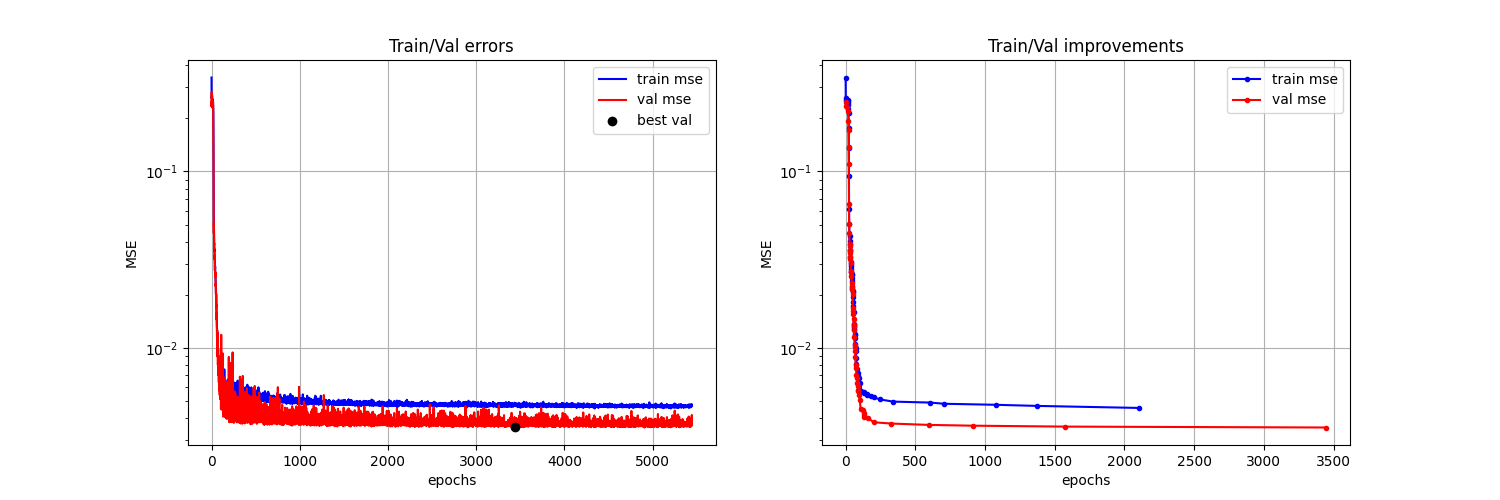 Train/Val errors
train mse
val mse
best val
MSE
10⁻¹
10⁻²
0 1000 2000 3000 4000 5000
epochs
Train/Val improvements
train mse
val mse
MSE
10⁻¹
10⁻²
0 500 1000 1500 2000 2500 3000 3500
epochs